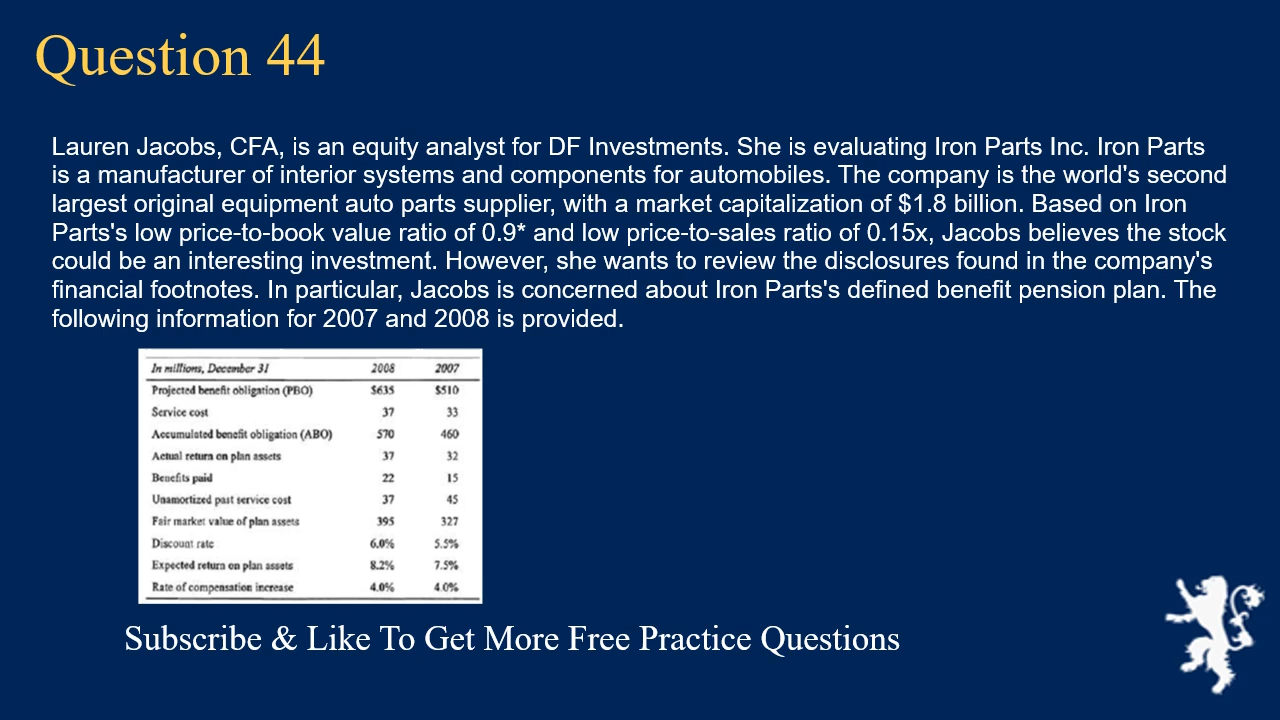 Question 44
Lauren Jacobs, CFA, is an equity analyst for DF Investments. She is evaluating Iron Parts Inc. Iron Parts
is a manufacturer of interior systems and components for automobiles. The company is the world's second
largest original equipment auto parts supplier, with a market capitalization of $1.8 billion. Based on Iron
Parts's low price-to-book value ratio of 0.9* and low price-to-sales ratio of 0.15x, Jacobs believes the stock
could be an interesting investment. However, she wants to review the disclosures found in the company's
financial footnotes. In particular, Jacobs is concerned about Iron Parts's defined benefit pension plan. The
following information for 2007 and 2008 is provided.
In millions, December 31 2008 2007
Projected benefit obligation (PBO) $635 $510
Service cost 37 33
Accumulated benefit obligation (ABO) 570 460
Actual return on plan assets 37 32
Benefits paid 22 15
Unamortized past service cost 37 45
Fair market value of plan assets 395 327
Discount rate 6.0% 5.5%
Expected return on plan assets 8.2% 7.5%
Rate of compensation increase 4.0% 4.0%
Subscribe & Like To Get More Free Practice Questions